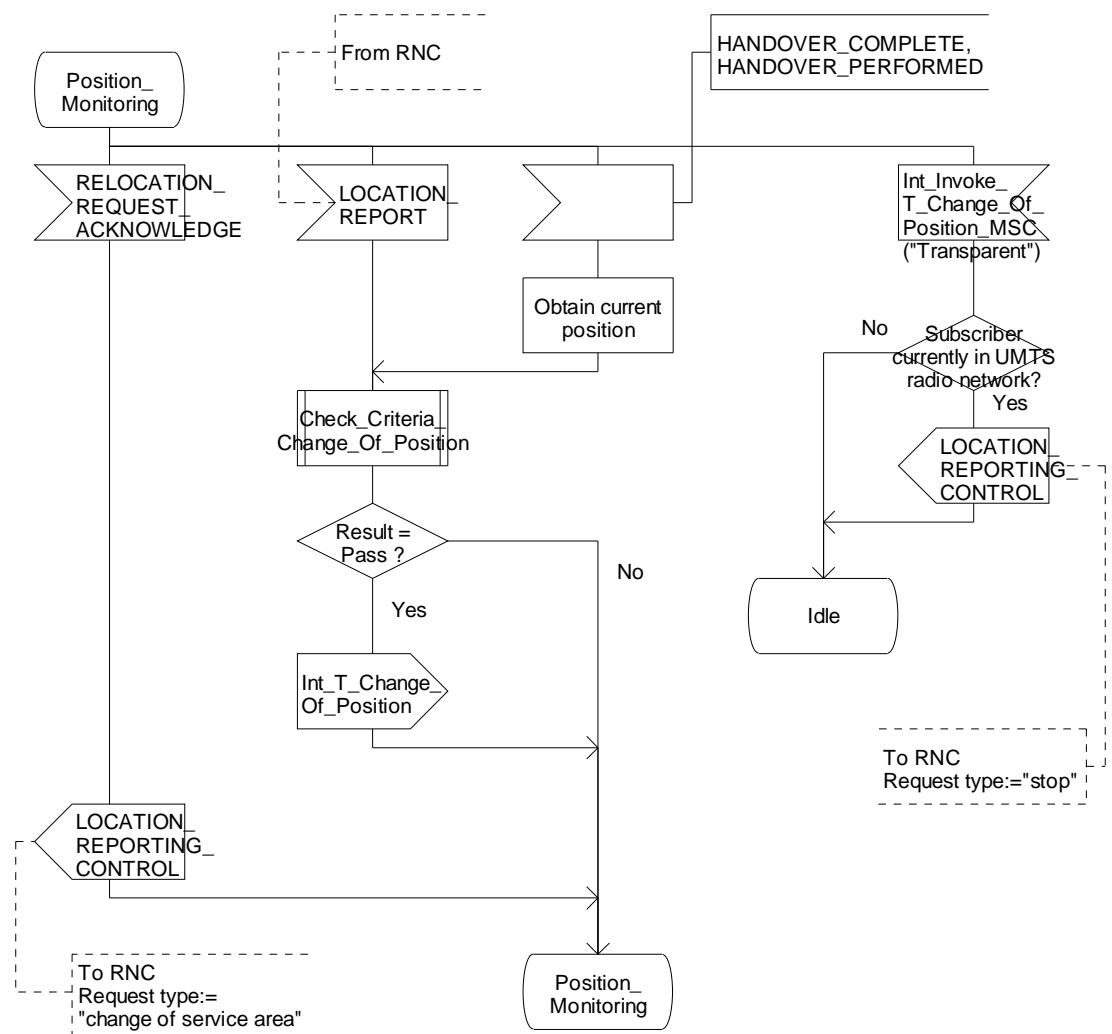 From RNC
HANDOVER_COMPLETE,
HANDOVER_PERFORMED
Position_
Monitoring
RELOCATION_
REQUEST_
ACKNOWLEDGE
LOCATION_
REPORT
Int_Invoke_
T_Change_Of_
Position_MSC
("Transparent")
Obtain current
position
No
Subscriber
currently in UMTS
radio network?
Yes
Check_Criteria_
Change_Of_Position
LOCATION_
REPORTING_
CONTROL
Result =
Pass ?
No
Yes
Idle
Int_T_Change_
Of_Position
To RNC
Request type:="stop"
LOCATION_
REPORTING_
CONTROL
To RNC
Request type:=
"change of service area"
Position_
Monitoring